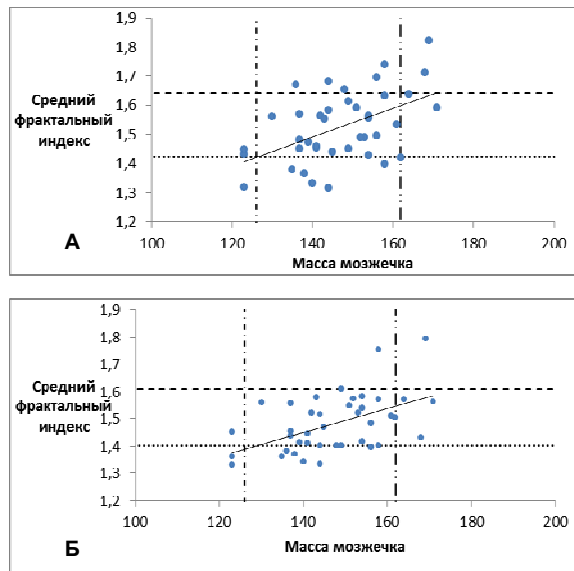 1,9
1,8
1,7
1,6
1,5
1,4
1,3
1,2
Средний
фрактальный
индекс
А
100 120 140 160 180 200
Масса мозжечка
1,9
1,8
1,7
1,6
1,5
1,4
1,3
1,2
Средний
фрактальный
индекс
Б
100 120 140 160 180 200
Масса мозжечка